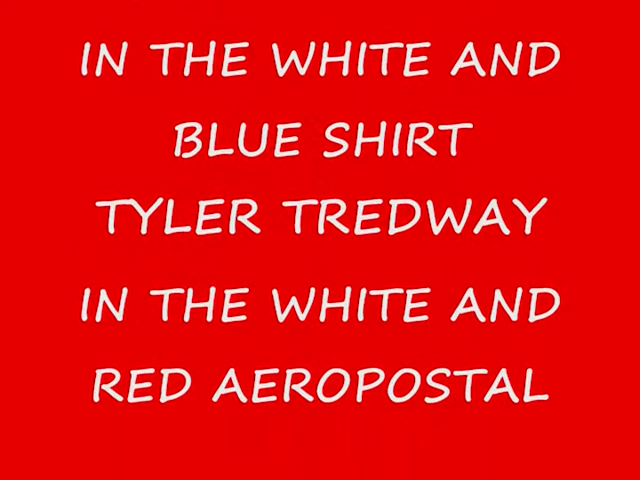 IN THE WHITE AND
BLUE SHIRT
TYLER TREDWAY
IN THE WHITE AND
RED AEROPOSTAL